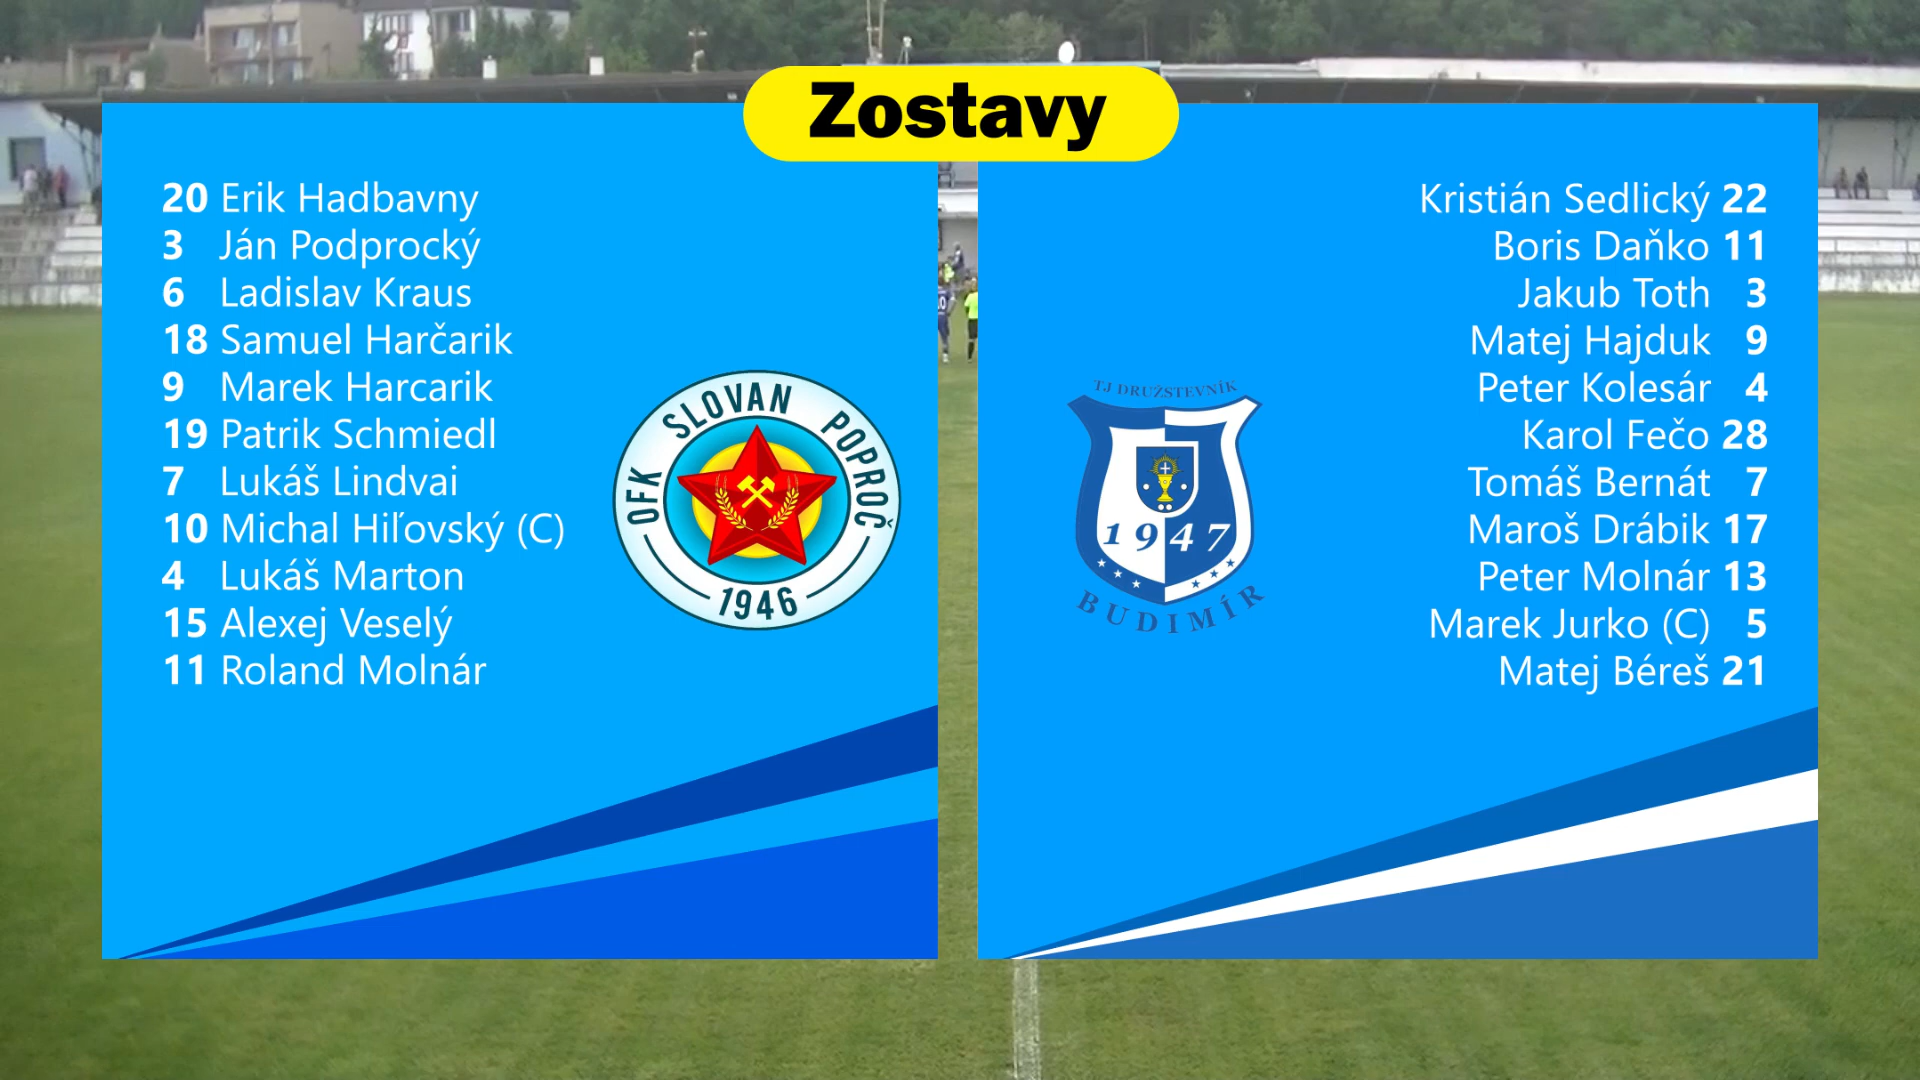 Zostavy
20 Erik Hadbavny
3 Ján Podprocký
6 Ladislav Kraus
18 Samuel Harčarik
9 Marek Harcarik
19 Patrik Schmiedl
7 Lukáš Lindvai
10 Michal Hiľovský (C)
4 Lukáš Marton
15 Alexej Veselý
11 Roland Molnár
OFK SLOVAN POPROČ
1946
TJ DRUŽSTEVNÍK
1947
BUDIMÍR
Kristián Sedlický 22
Boris Daňko 11
Jakub Toth 3
Matej Hajduk 9
Peter Kolesár 4
Karol Fečo 28
Tomáš Bernát 7
Maroš Drábik 17
Peter Molnár 13
Marek Jurko (C) 5
Matej Béreš 21